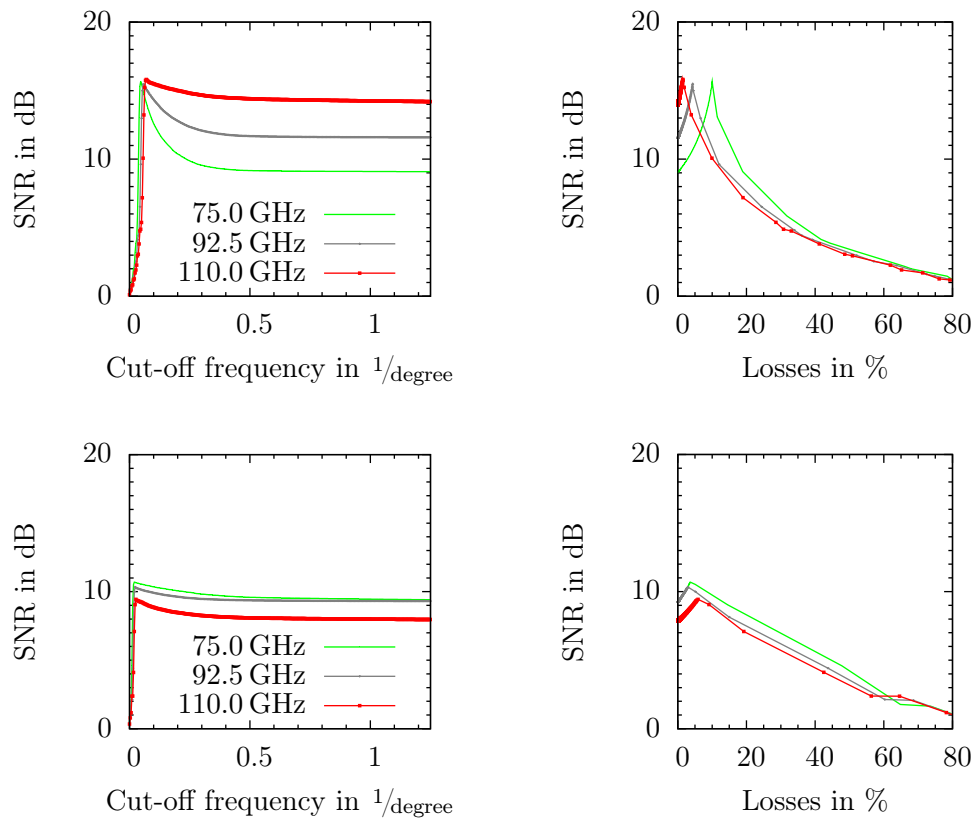 20
10
0
SNR in dB
75.0 GHz
92.5 GHz
110.0 GHz
0 0.5 1
Cut-off frequency in 1/degree
20
10
0
SNR in dB
0 20 40 60 80
Losses in %
20
10
0
SNR in dB
75.0 GHz
92.5 GHz
110.0 GHz
0 0.5 1
Cut-off frequency in 1/degree
20
10
0
SNR in dB
0 20 40 60 80
Losses in %